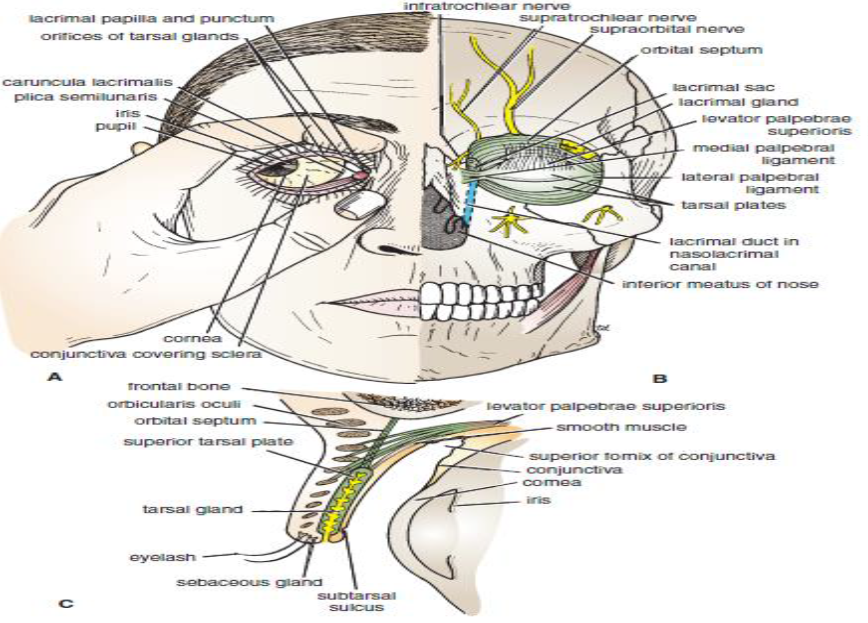 lacrimal papilla and punctum
orifices of tarsal glands
caruncula lacrimalis
plica semilunaris
iris
pupil
cornea
conjunctiva covering sclera
A
infratrochlear nerve
supratrochlear nerve
supraorbital nerve
orbital septum
lacrimal sac
lacrimal gland
levator palpebrae
superioris
medial palpebral
ligament
lateral palpebral
ligament
tarsal plates
lacrimal duct in
nasolacrimal
canal
inferior meatus of nose
B
frontal bone
orbicularis oculi
orbital septum
superior tarsal plate
tarsal gland
eyelash
sebaceous gland
subtarsal
sulcus
levator palpebrae superioris
smooth muscle
superior fornix of conjunctiva
conjunctiva
cornea
iris
C